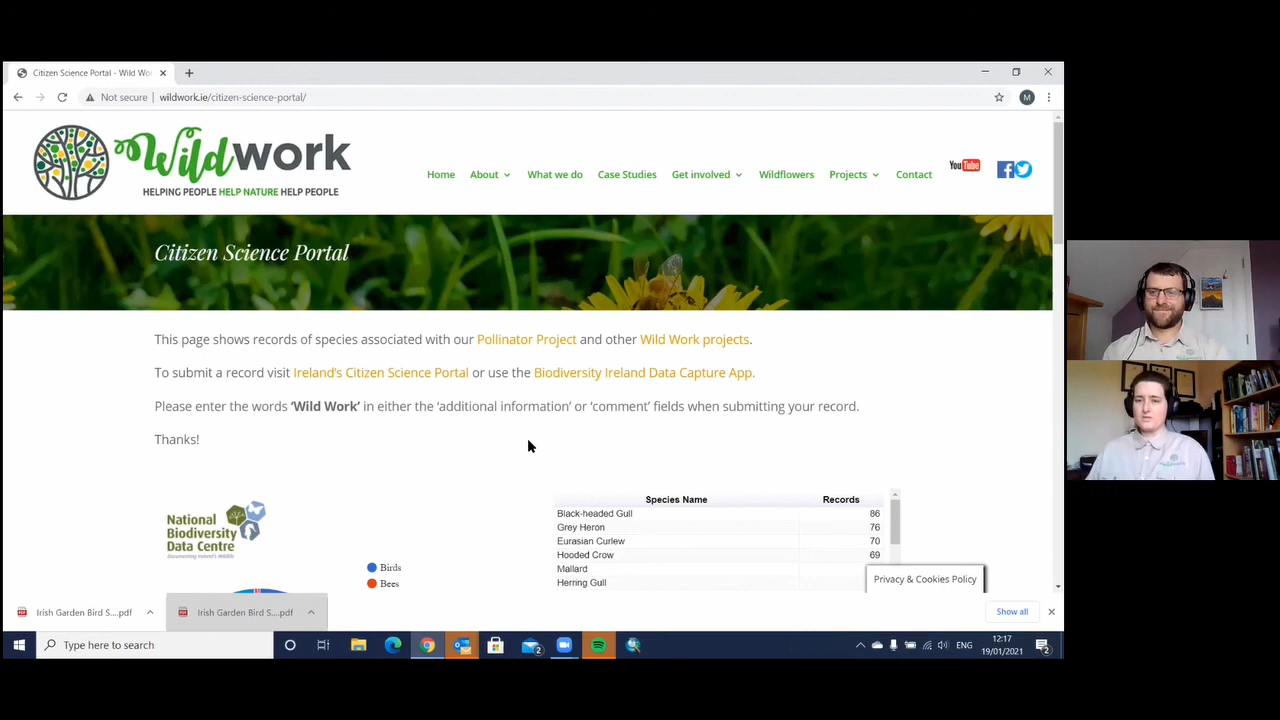 Citizen Science Portal - Wild Wo
Not secure | wildwork.ie/citizen-science-portal/
M
Wildwork
HELPING PEOPLE HELP NATURE HELP PEOPLE
Home About What we do Case Studies Get involved Wildflowers Projects Contact
YouTube
Citizen Science Portal
This page shows records of species associated with our Pollinator Project and other Wild Work projects.
To submit a record visit Ireland's Citizen Science Portal or use the Biodiversity Ireland Data Capture App.
Please enter the words ‘Wild Work’ in either the ‘additional information’ or ‘comment’ fields when submitting your record.
Thanks!
National
Biodiversity
Data Centre
Documenting Ireland's Wildlife
Birds
Bees
Species Name Records
Black-headed Gull 86
Grey Heron 76
Eurasian Curlew 70
Hooded Crow 69
Mallard
Herring Gull
Privacy & Cookies Policy
Irish Garden Bird S....pdf
Irish Garden Bird S....pdf
Show all
Type here to search
2
ENG
12:17
19/01/2021
2